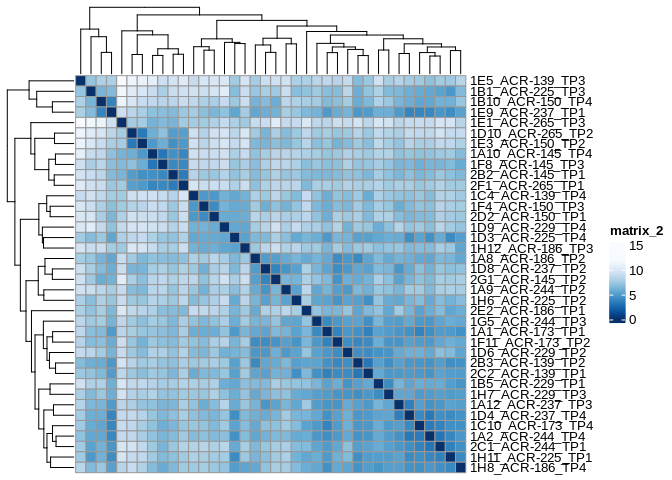 1E5_ACR-139_TP3
1B1_ACR-225_TP3
1B10_ACR-150_TP4
1E9_ACR-237_TP1
1E1_ACR-265_TP3
1D10_ACR-265_TP2
1E3_ACR-150_TP2
1A10_ACR-145_TP4
1F8_ACR-145_TP3
2B2_ACR-145_TP1
2F1_ACR-265_TP1
1C4_ACR-139_TP4
1F4_ACR-150_TP3
2D2_ACR-150_TP1
1D9_ACR-229_TP4
1D3_ACR-225_TP4
1H12_ACR-186_TP3
1A8_ACR-186_TP2
1D8_ACR-237_TP2
2G1_ACR-145_TP2
1A9_ACR-244_TP2
1H6_ACR-225_TP2
2E2_ACR-186_TP1
1G5_ACR-244_TP3
1A1_ACR-173_TP1
1F11_ACR-173_TP2
1D6_ACR-229_TP2
2B3_ACR-139_TP2
2C2_ACR-139_TP1
1B5_ACR-229_TP1
1H7_ACR-229_TP3
1A12_ACR-237_TP3
1D4_ACR-237_TP4
1C10_ACR-173_TP4
1A2_ACR-244_TP4
2C1_ACR-244_TP1
1H11_ACR-225_TP1
1H8_ACR-186_TP4
matrix_2
15
10
5
0